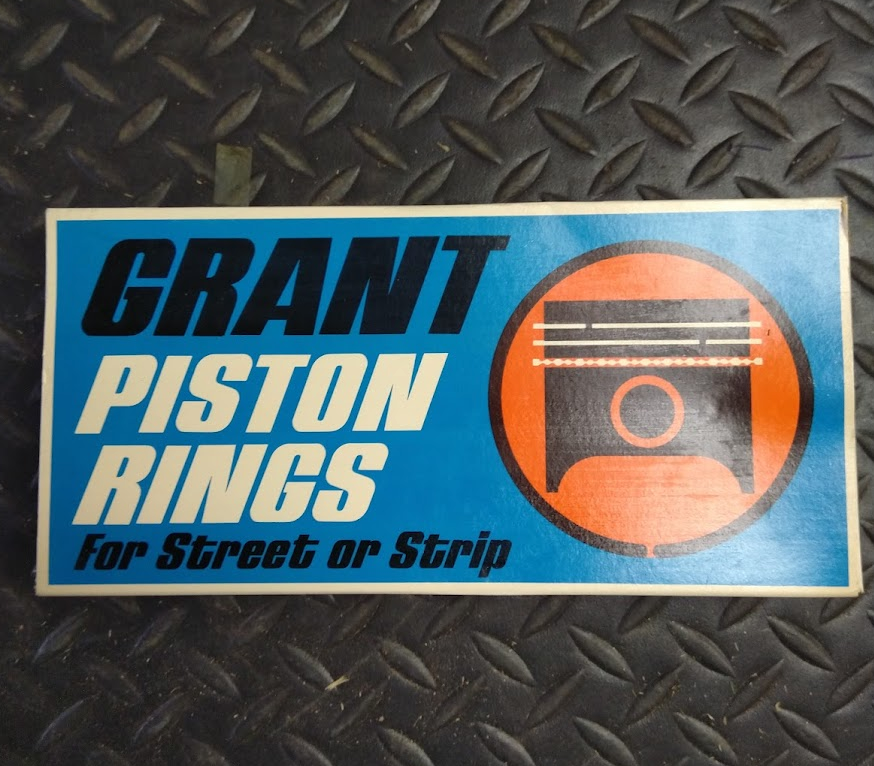 GRANT
PISTON
RINGS
For Street or Strip